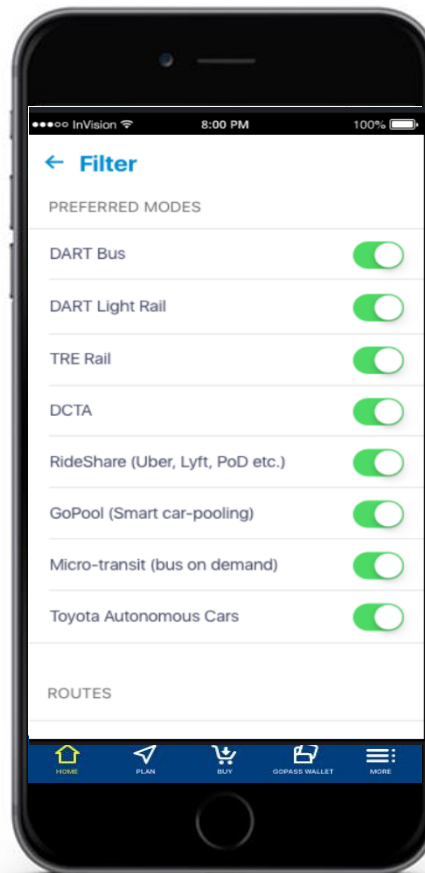 ●●●○○ InVision 8:00 PM 100%
← Filter
PREFERRED MODES
DART Bus
DART Light Rail
TRE Rail
DCTA
RideShare (Uber, Lyft, PoD etc.)
GoPool (Smart car-pooling)
Micro-transit (bus on demand)
Toyota Autonomous Cars
ROUTES
HOME PLAN BUY GOPASS WALLET MORE